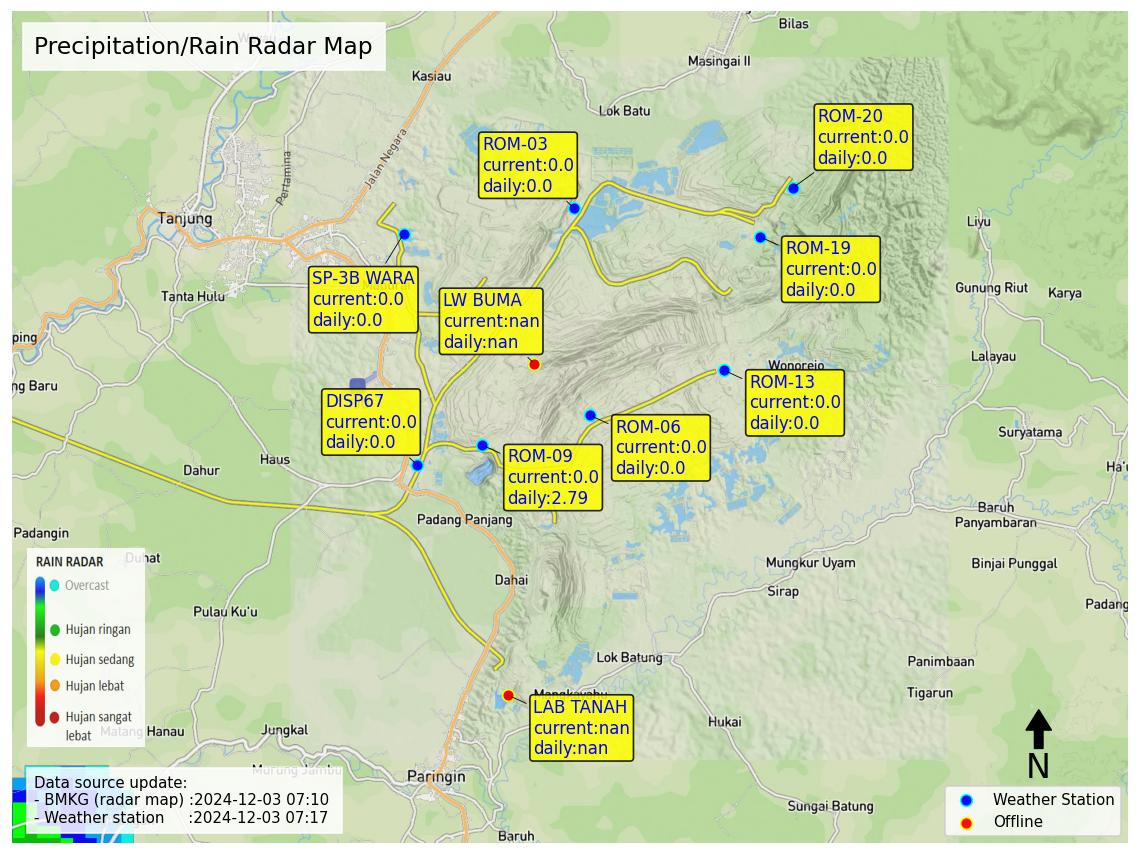 Precipitation/Rain Radar Map
Bilas
Masingai II
Kasiau
Lok Batu
Jalan Negara
Pertamina
Tanjung
Tanta Hulu
ROM-20
current:0.0
daily:0.0
ROM-03
current:0.0
daily:0.0
ROM-19
current:0.0
daily:0.0
SP-3B WARA
current:0.0
daily:0.0
LW BUMA
current:nan
daily:nan
Liyu
Gunung Riut
Karya
Lalayau
ping
ng Baru
Wonorejo
ROM-13
current:0.0
daily:0.0
DISP67
current:0.0
daily:0.0
ROM-06
current:0.0
daily:0.0
ROM-09
current:0.0
daily:2.79
Suryatama
Ha'u
Dahur
Haus
Padang Panjang
Baruh
Panyambaran
Padangin
Duhat
Dahai
Mungkur Uyam
Binjai Punggal
Sirap
Padang
Pulau Ku'u
RAIN RADAR
Overcast
Hujan ringan
Hujan sedang
Hujan lebat
Hujan sangat
lebat
Lok Batung
Panimbaan
Tigarun
Mangkayahu
LAB TANAH
current:nan
daily:nan
Matang Hanau
Jungkal
Hukai
Murung Jambu
Paringin
Sungai Batung
Baruh
N
Data source update:
- BMKG (radar map) :2024-12-03 07:10
- Weather station :2024-12-03 07:17
Weather Station
Offline